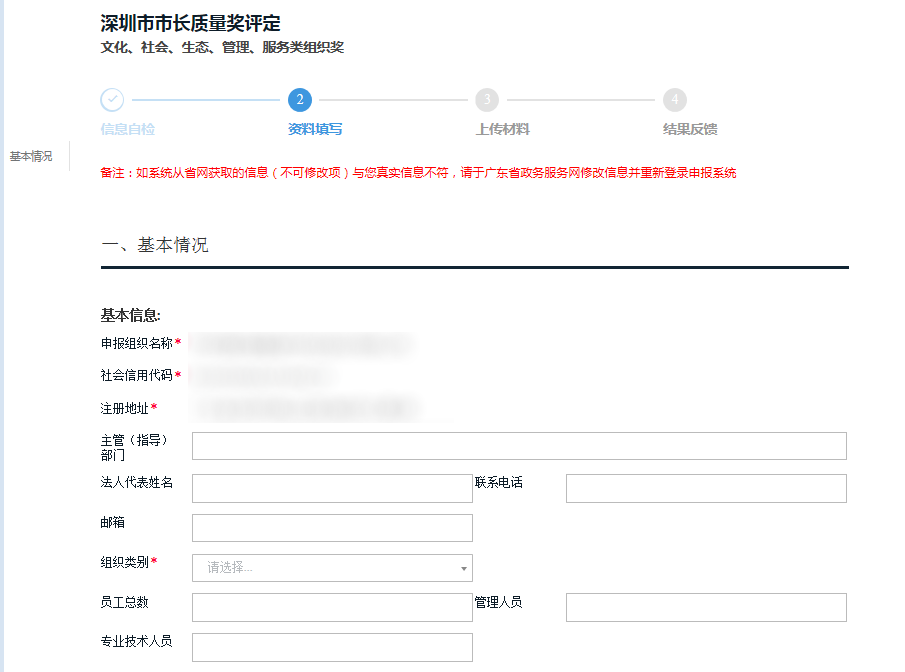 深圳市市长质量奖评定
文化、社会、生态、管理、服务类组织奖
2
3
4
信息自检
资料填写
上传材料
结果反馈
基本情况
备注：如系统从省网获取的信息（不可修改项）与您真实信息不符，请于广东省政务服务网修改信息并重新登录申报系统
一、基本情况
基本信息:
申报组织名称*
社会信用代码*
注册地址*
主管（指导）
部门
法人代表姓名
联系电话
邮箱
组织类别*
请选择...
员工总数
管理人员
专业技术人员